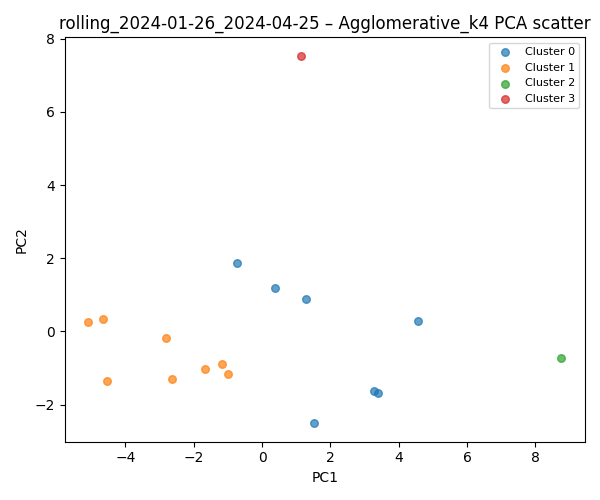 rolling_2024-01-26_2024-04-25 – Agglomerative_k4 PCA scatter
8
6
4
2
0
−2
PC2
−4
−2
0
2
4
6
8
PC1
Cluster 0
Cluster 1
Cluster 2
Cluster 3